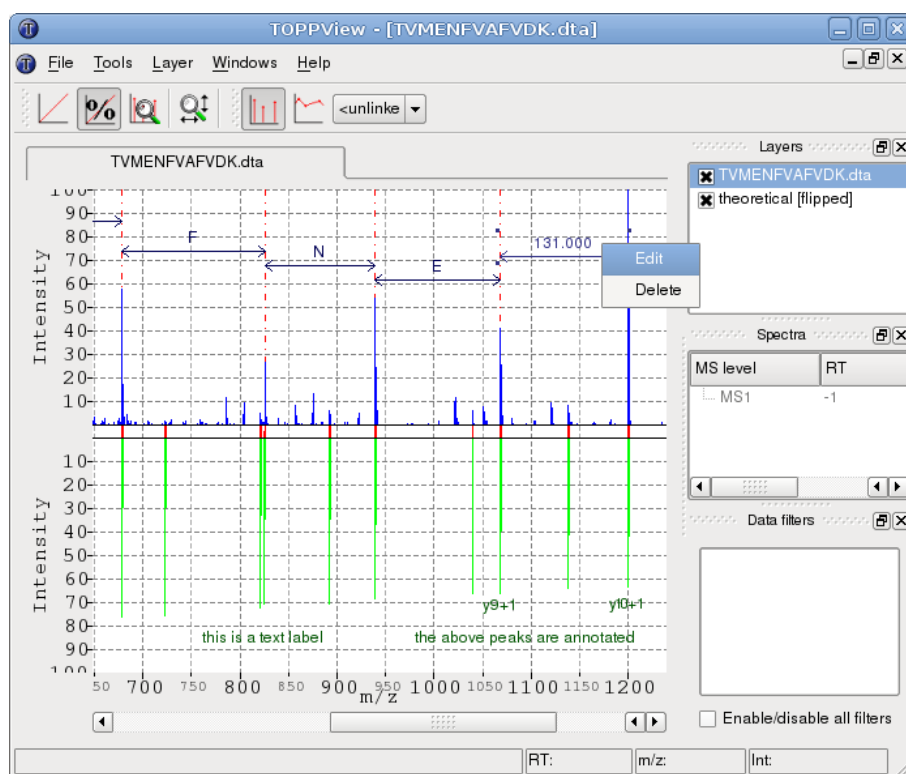 TOPPView - [TVMENFVAFVDK.dta]
File Tools Layer Windows Help
% <unlinke
TVMENFVAFVDK.dta
Layers
TVMENFVAFVDK.dta
theoretical [flipped]
100
90
80
70
60
50
40
30
20
10
Intensity
F
N
E
131.000
Edit
Delete
Spectra
MS level RT
MS1 -1
10
20
30
40
50
60
70
80
90
100
Intensity
y9+1 y10+1
this is a text label the above peaks are annotated
50 700 750 800 850 900 950 1000 1050 1100 1150 1200
m/z
Data filters
Enable/disable all filters
RT: m/z: Int: